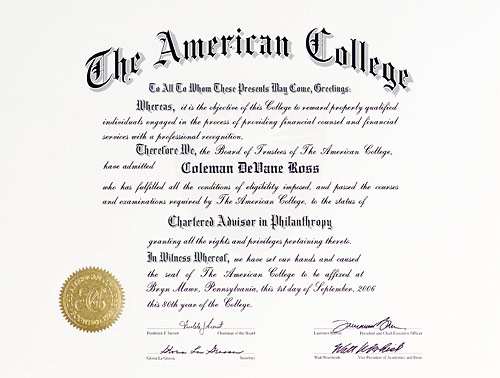 The American College
To All To Whom These Presents May Come, Greetings:
Whereas, it is the objective of this College to reward properly qualified
individuals engaged in the process of providing financial counsel and financial
services with a professional recognition.
Therefore We, the Board of Trustees of The American College,
have admitted Coleman DeVane Ross
who has fulfilled all the conditions of eligibility imposed, and passed the courses
and examinations required by The American College, to the status of
Chartered Advisor in Philanthropy
granting all the rights and privileges pertaining thereto.
In Witness Whereof, we have set our hands and caused
the seal of The American College to be affixed at
Bryn Mawr, Pennsylvania, this 1st day of September, 2006
this 80th year of the College.
Chairman of the Board
President and Chief Executive Officer
Secretary
Vice President of Academics and Dean